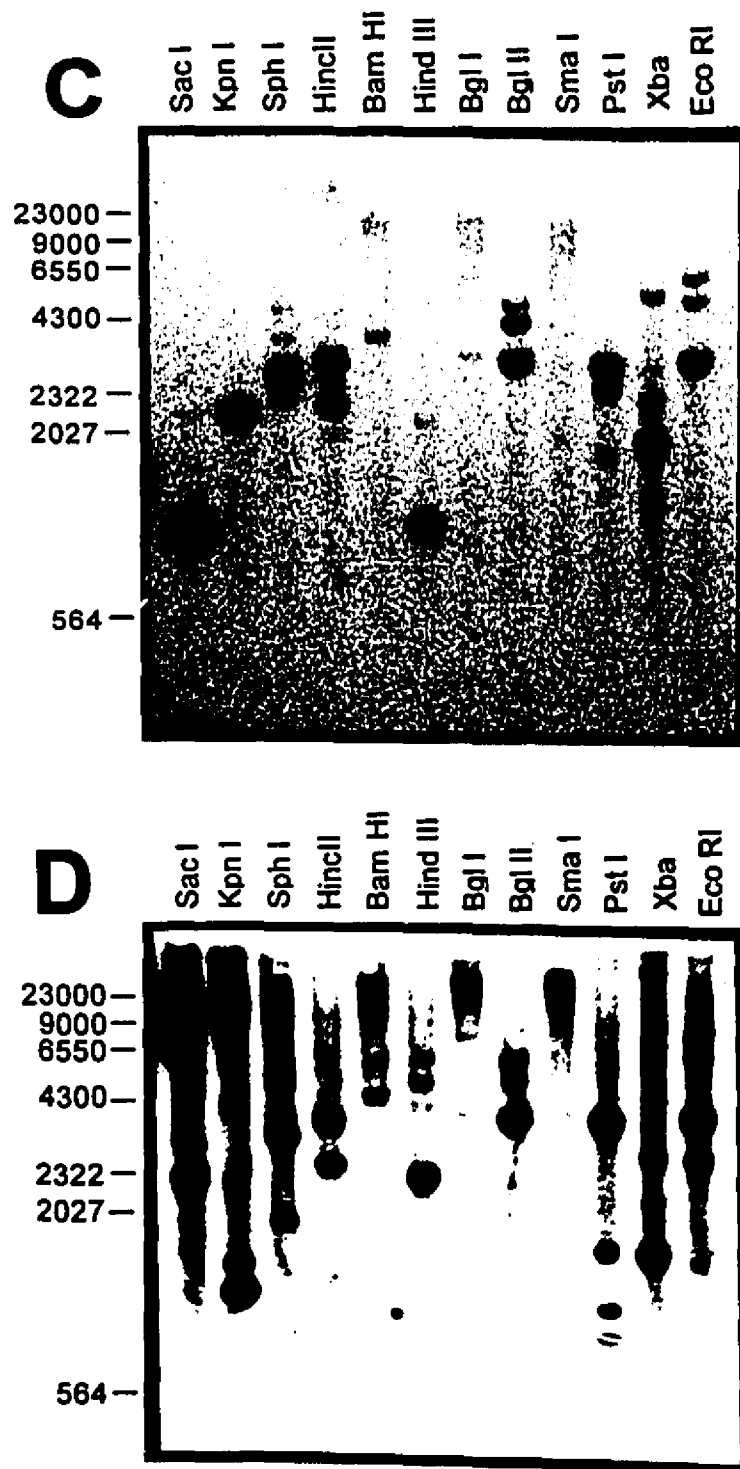 C
Sac I
Kpn I
Sph I
HincII
Bam HI
Hind III
Bgl I
Bgl II
Sma I
Pst I
Xba
Eco RI
23000
9000
6550
4300
2322
2027
564
D
Sac I
Kpn I
Sph I
HincII
Bam HI
Hind III
Bgl I
Bgl II
Sma I
Pst I
Xba
Eco RI
23000
9000
6550
4300
2322
2027
564